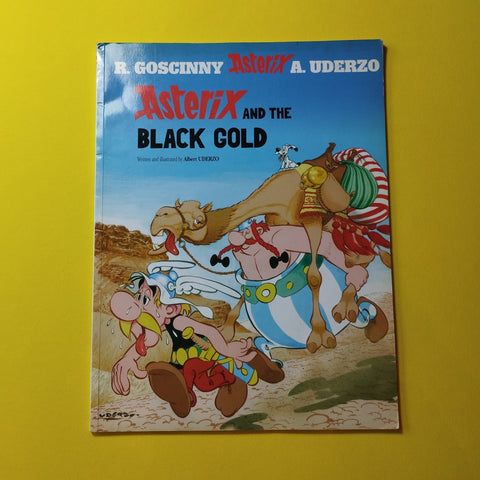 R. GOSCINNY Asterix A. UDERZO
Asterix AND THE
BLACK GOLD
Written and illustrated by Albert UDERZO
UDERZO